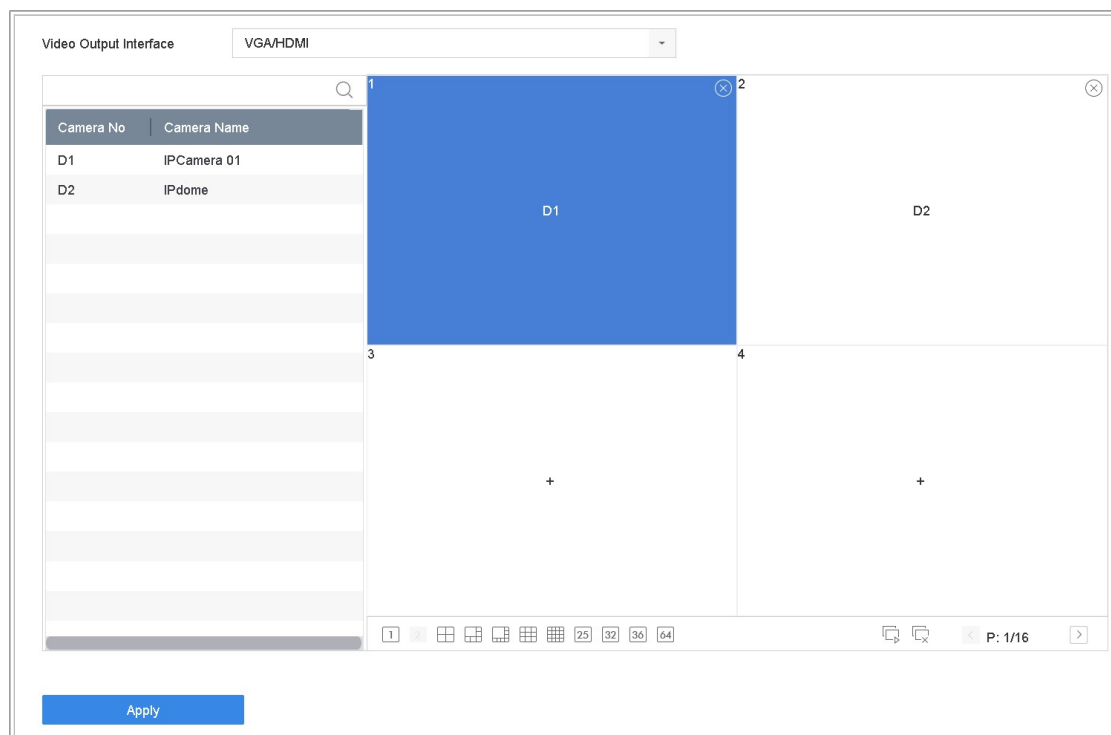 Video Output Interface VGA/HDMI
1 2
Camera No Camera Name
D1 IPCamera 01
D2 IPdome
D1 D2
3 4
+ +
1 2 25 32 36 64 P: 1/16
Apply